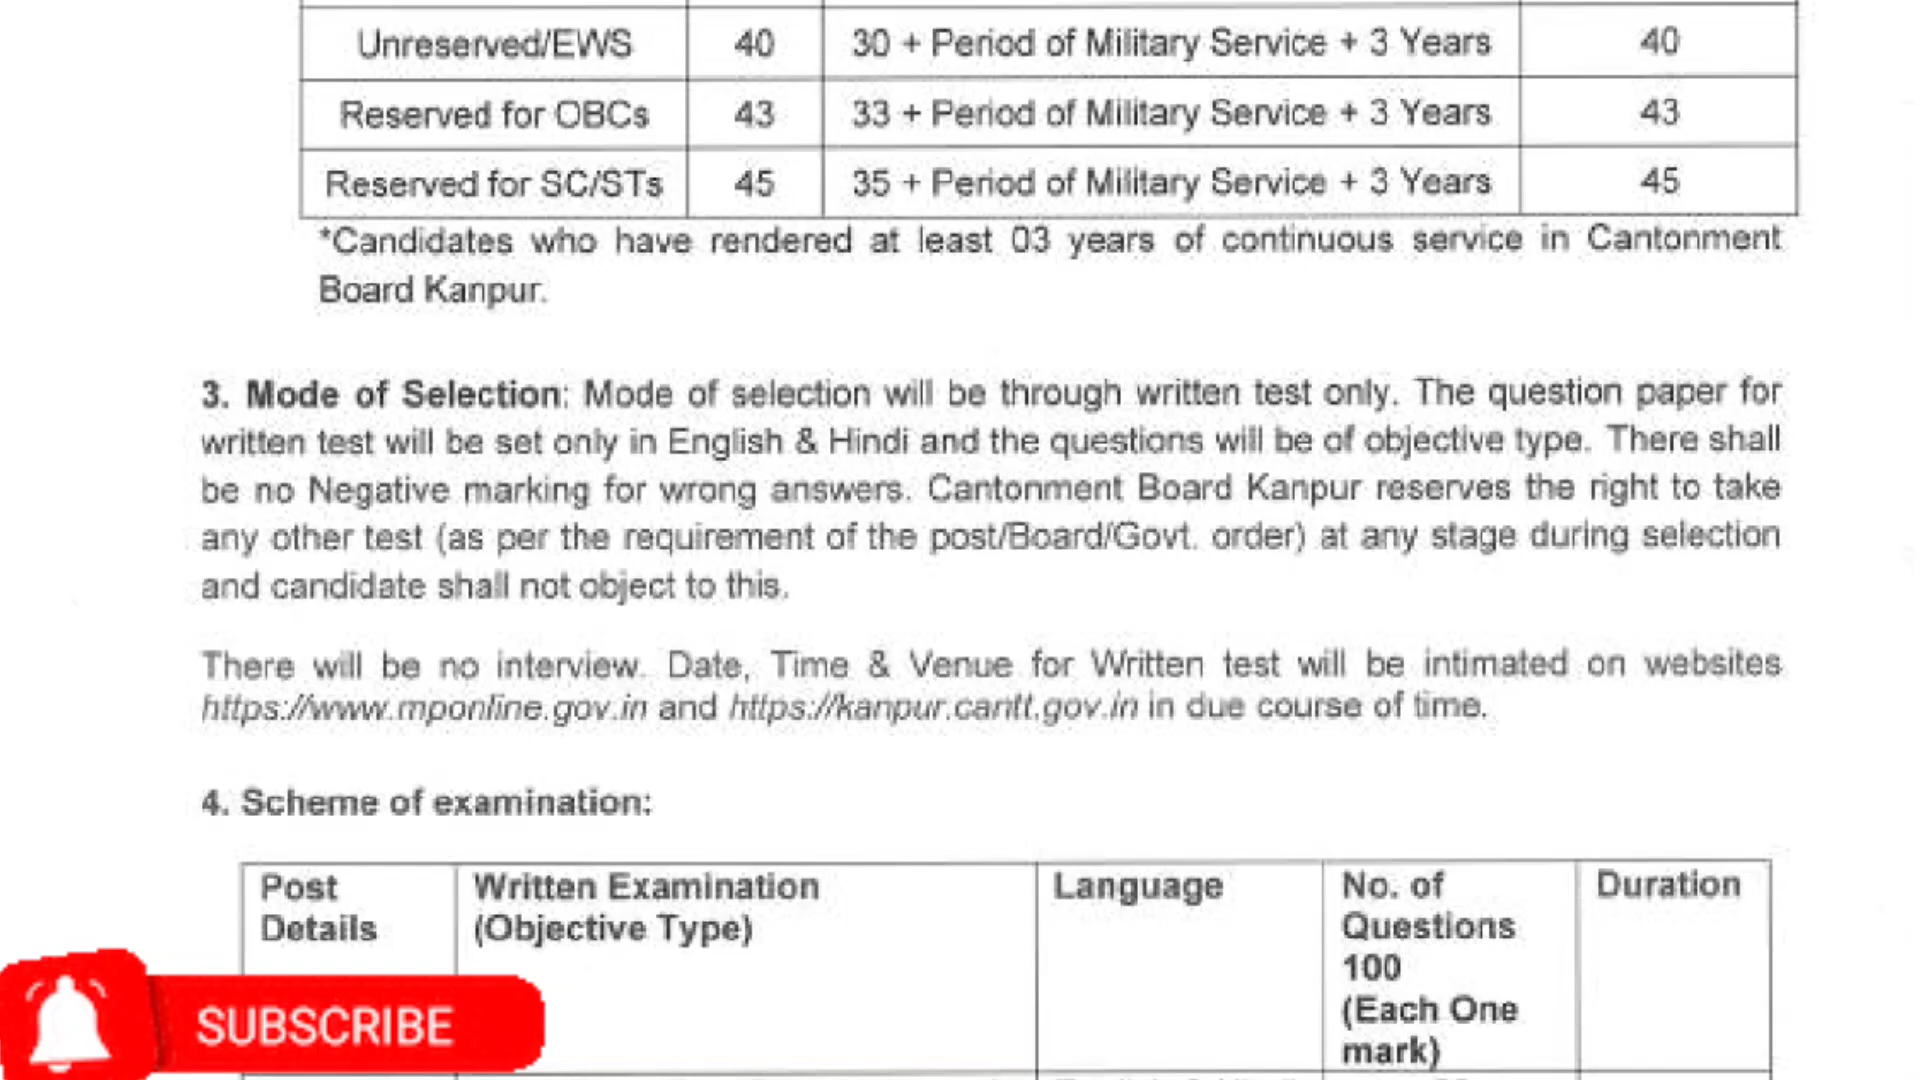 Unreserved/EWS 40 30 + Period of Military Service + 3 Years 40
Reserved for OBCs 43 33 + Period of Military Service + 3 Years 43
Reserved for SC/STs 45 35 + Period of Military Service + 3 Years 45
*Candidates who have rendered at least 03 years of continuous service in Cantonment
Board Kanpur.
3. Mode of Selection: Mode of selection will be through written test only. The question paper for
written test will be set only in English & Hindi and the questions will be of objective type. There shall
be no Negative marking for wrong answers. Cantonment Board Kanpur reserves the right to take
any other test (as per the requirement of the post/Board/Govt. order) at any stage during selection
and candidate shall not object to this.
There will be no interview. Date, Time & Venue for Written test will be intimated on websites
https://www.mponline.gov.in and https://kanpur.cantt.gov.in in due course of time.
4. Scheme of examination:
Post Written Examination Language No. of Duration
Details (Objective Type) Questions
100
(Each One
mark)
SUBSCRIBE